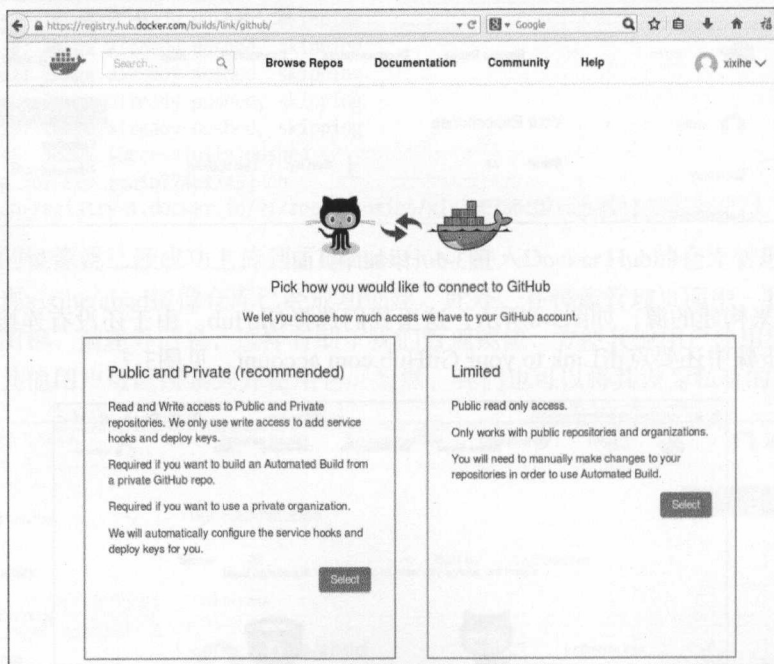 https://registry.hub.docker.com/builds/link/github/
Google
Search...
Browse Repos
Documentation
Community
Help
xixihe
Pick how you would like to connect to GitHub
We let you choose how much access we have to your GitHub account.
Public and Private (recommended)
Read and Write access to Public and Private
repositories. We only use write access to add service
hooks and deploy keys.
Required if you want to build an Automated Build from
a private GitHub repo.
Required if you want to use a private organization.
We will automatically configure the service hooks and
deploy keys for you.
Select
Limited
Public read only access.
Only works with public repositories and organizations.
You will need to manually make changes to your
repositories in order to use Automated Build.
Select